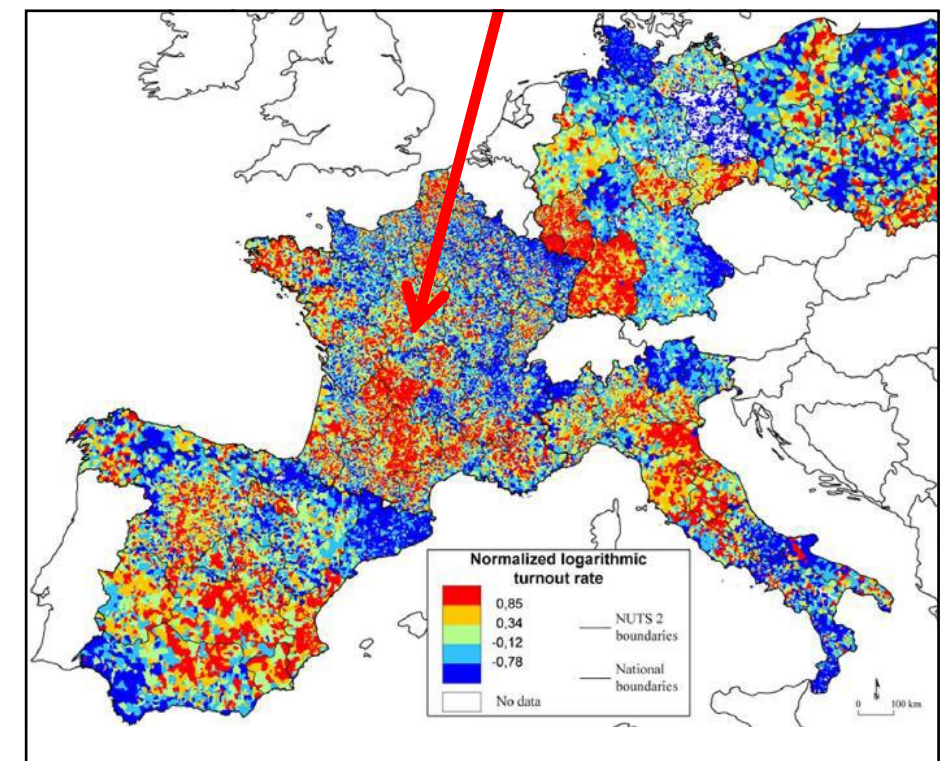 Normalized logarithmic
turnout rate
0,85
0,34
-0,12
-0,78
NUTS 2
boundaries
National
boundaries
No data
N
0 100 km